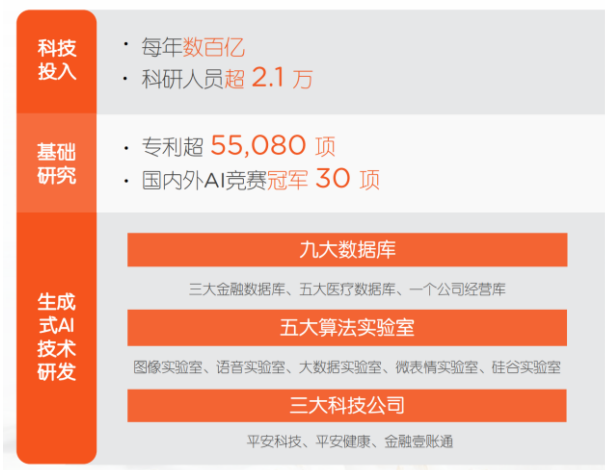 科技
投入
· 每年数百亿
· 科研人员超 2.1 万
基础
研究
· 专利超 55,080 项
· 国内外AI竞赛冠军 30 项
生成
式AI
技术
研发
九大数据库
三大金融数据库、五大医疗数据库、一个公司经营库
五大算法实验室
图像实验室、语音实验室、大数据实验室、微表情实验室、硅谷实验室
三大科技公司
平安科技、平安健康、金融壹账通